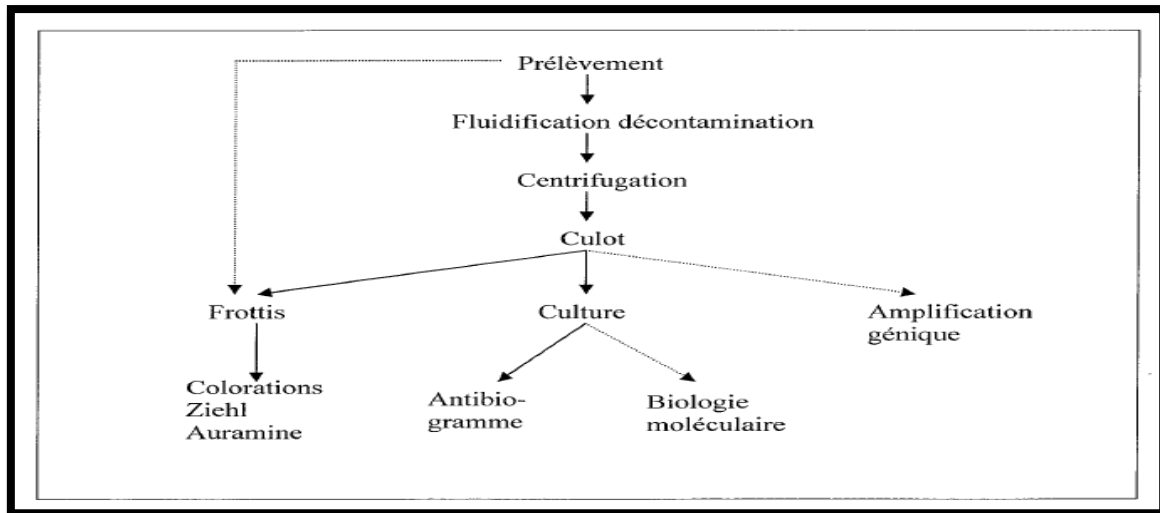 Prélèvement
Fluidification décontamination
Centrifugation
Culot
Frottis
Culture
Amplification
génique
Colorations
Ziehl
Auramine
Antibio-
gramme
Biologie
moléculaire